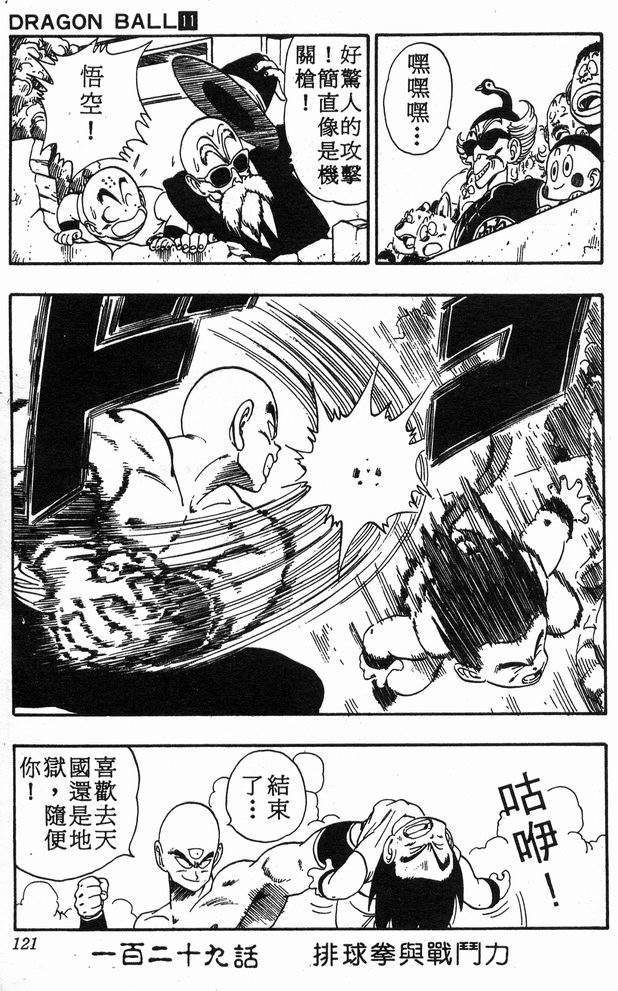 DRAGON BALL 11
嘿嘿嘿…
好驚人的攻擊
！簡直像是機
關槍！
悟空！
ドゴ
咕咿！
結束
了…
喜歡去天
國還是地
獄，隨便
你！
121
一百二十九話 排球拳與戰鬥力